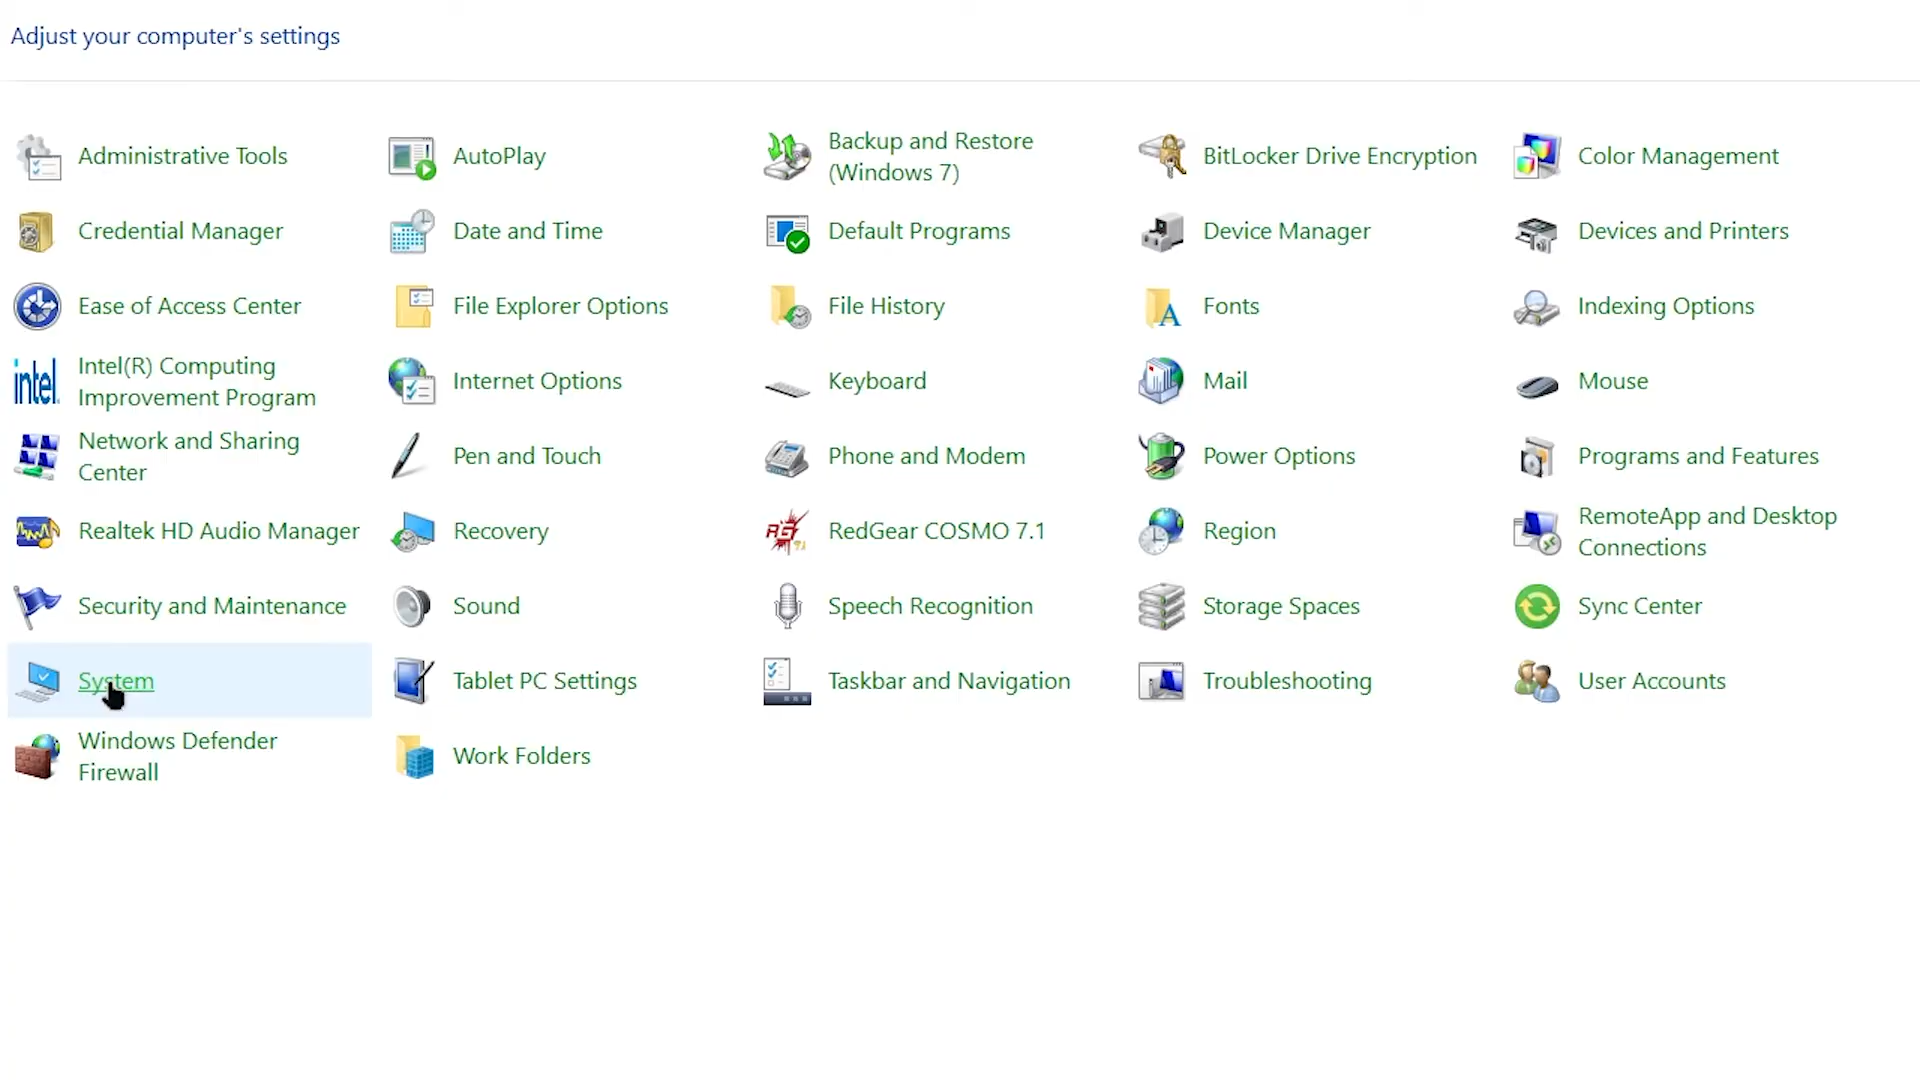 Adjust your computer's settings
Administrative Tools
AutoPlay
Backup and Restore
(Windows 7)
BitLocker Drive Encryption
Color Management
Credential Manager
Date and Time
Default Programs
Device Manager
Devices and Printers
Ease of Access Center
File Explorer Options
File History
Fonts
Indexing Options
intel
Intel(R) Computing
Improvement Program
Internet Options
Keyboard
Mail
Mouse
Network and Sharing
Center
Pen and Touch
Phone and Modem
Power Options
Programs and Features
Realtek HD Audio Manager
Recovery
RedGear COSMO 7.1
Region
RemoteApp and Desktop
Connections
Security and Maintenance
Sound
Speech Recognition
Storage Spaces
Sync Center
System
Tablet PC Settings
Taskbar and Navigation
Troubleshooting
User Accounts
Windows Defender
Firewall
Work Folders